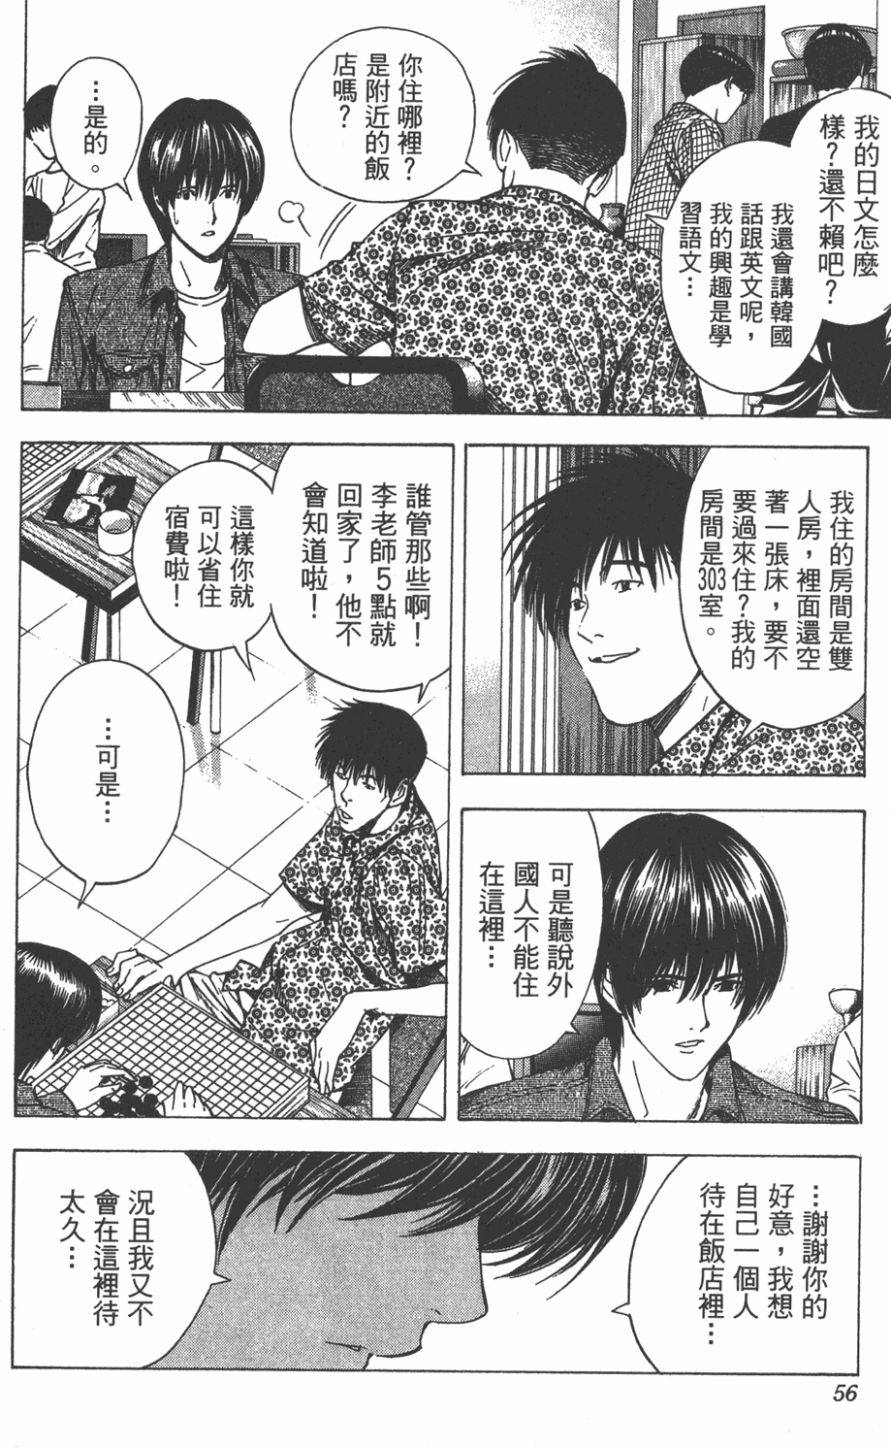 我的日文怎麼
樣？還不賴吧？
我還會講韓國
話跟英文呢，
我的興趣是學
習語文…
你住哪裡？
是附近的飯
店嗎？
…是的。
我住的房間是雙
人房，裡面還空
著一張床，要不
要過來住？我的
房間是303室。
可是聽說外
國人不能住
在這裡…
誰管那些啊！
李老師5點就
回家了，他不
會知道啦！
這樣你就
可以省住
宿費啦！
…可是…
…謝謝你的
好意，我想
自己一個人
待在飯店裡…
況且我又不
會在這裡待
太久…
56